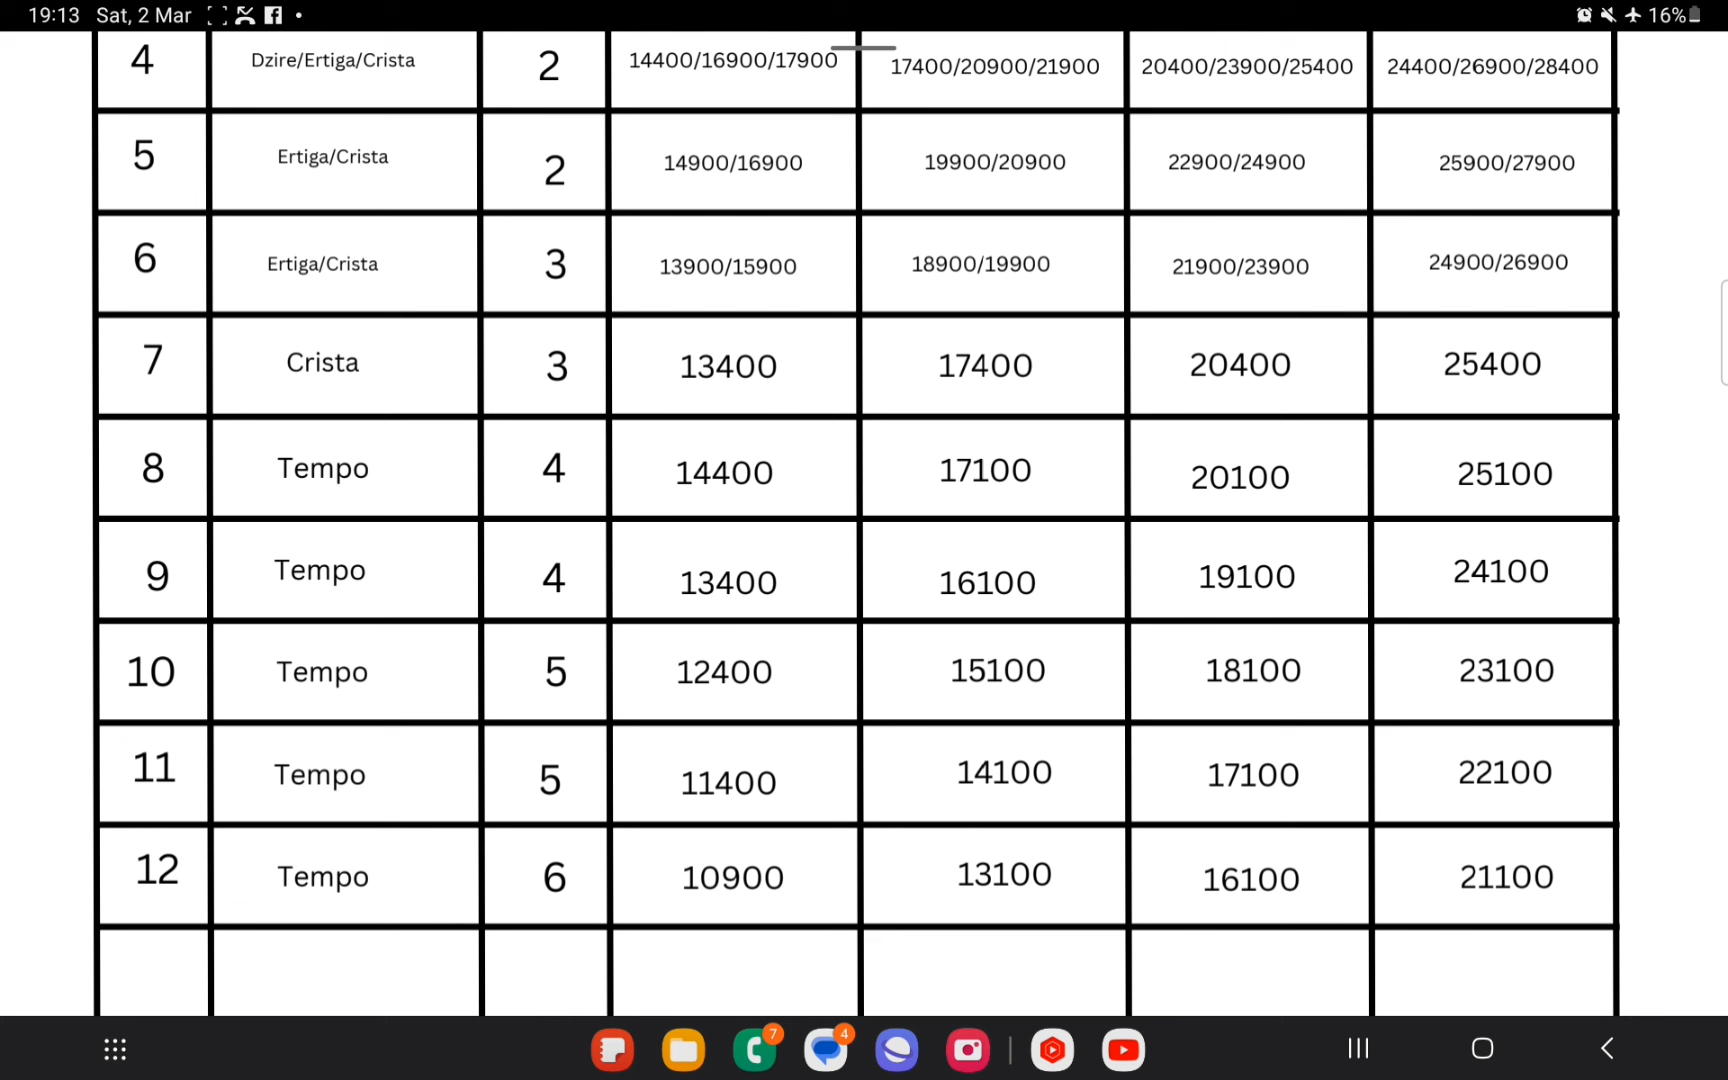 19:13 Sat, 2 Mar 16%
4 Dzire/Ertiga/Crista 2 14400/16900/17900 17400/20900/21900 20400/23900/25400 24400/26900/28400
5 Ertiga/Crista 2 14900/16900 19900/20900 22900/24900 25900/27900
6 Ertiga/Crista 3 13900/15900 18900/19900 21900/23900 24900/26900
7 Crista 3 13400 17400 20400 25400
8 Tempo 4 14400 17100 20100 25100
9 Tempo 4 13400 16100 19100 24100
10 Tempo 5 12400 15100 18100 23100
11 Tempo 5 11400 14100 17100 22100
12 Tempo 6 10900 13100 16100 21100
7 4